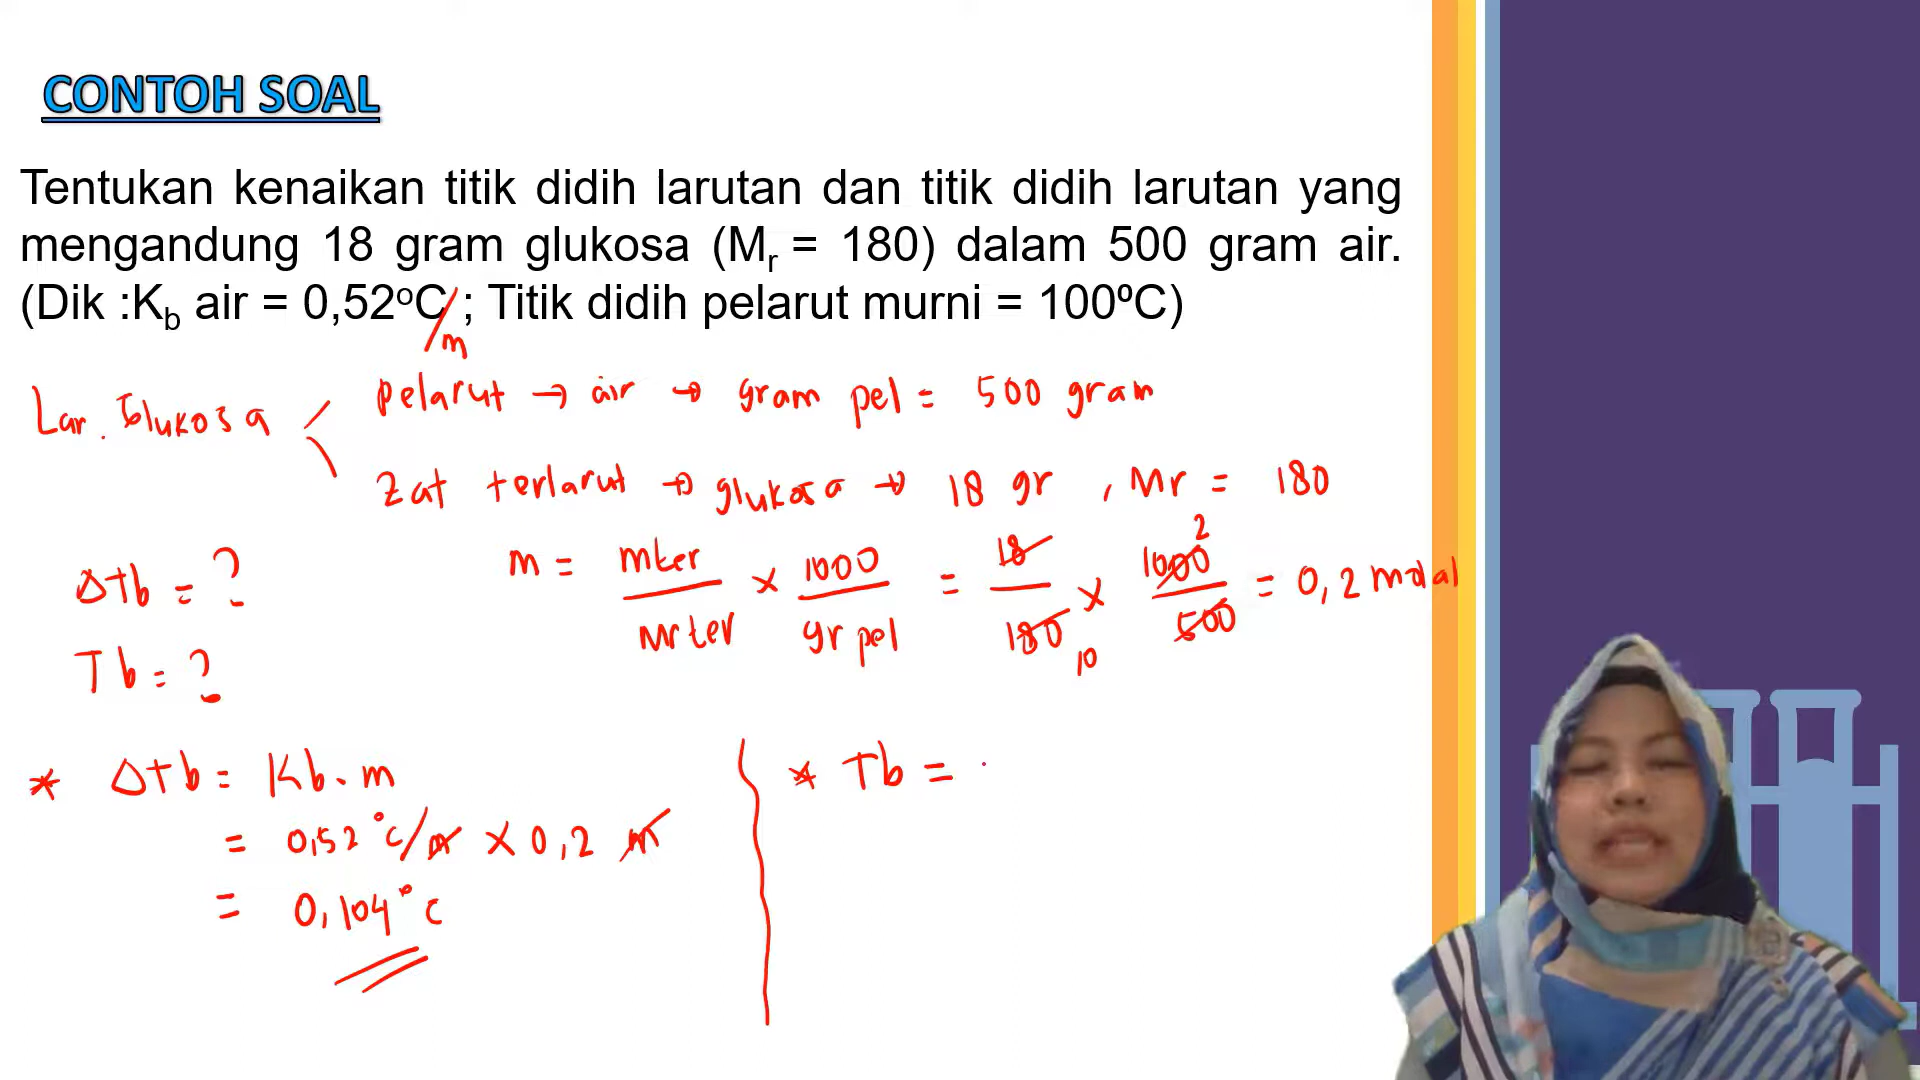 CONTOH SOAL
Tentukan kenaikan titik didih larutan dan titik didih larutan yang
mengandung 18 gram glukosa (Mr = 180) dalam 500 gram air.
(Dik :Kb air = 0,52ºC/m ; Titik didih pelarut murni = 100ºC)
Lar. Glukosa < pelarut → air → gram pel = 500 gram
Zat terlarut → glukosa → 18 gr , Mr = 180
Δtb = ?
m = mter/Mrter × 1000/gr pel = 18/180 10 × 1000 2/500 = 0,2 molal
Tb = ?
* Δtb = Kb . m
= 0,52 °C/m × 0,2 m
= 0,104 °C
* Tb =